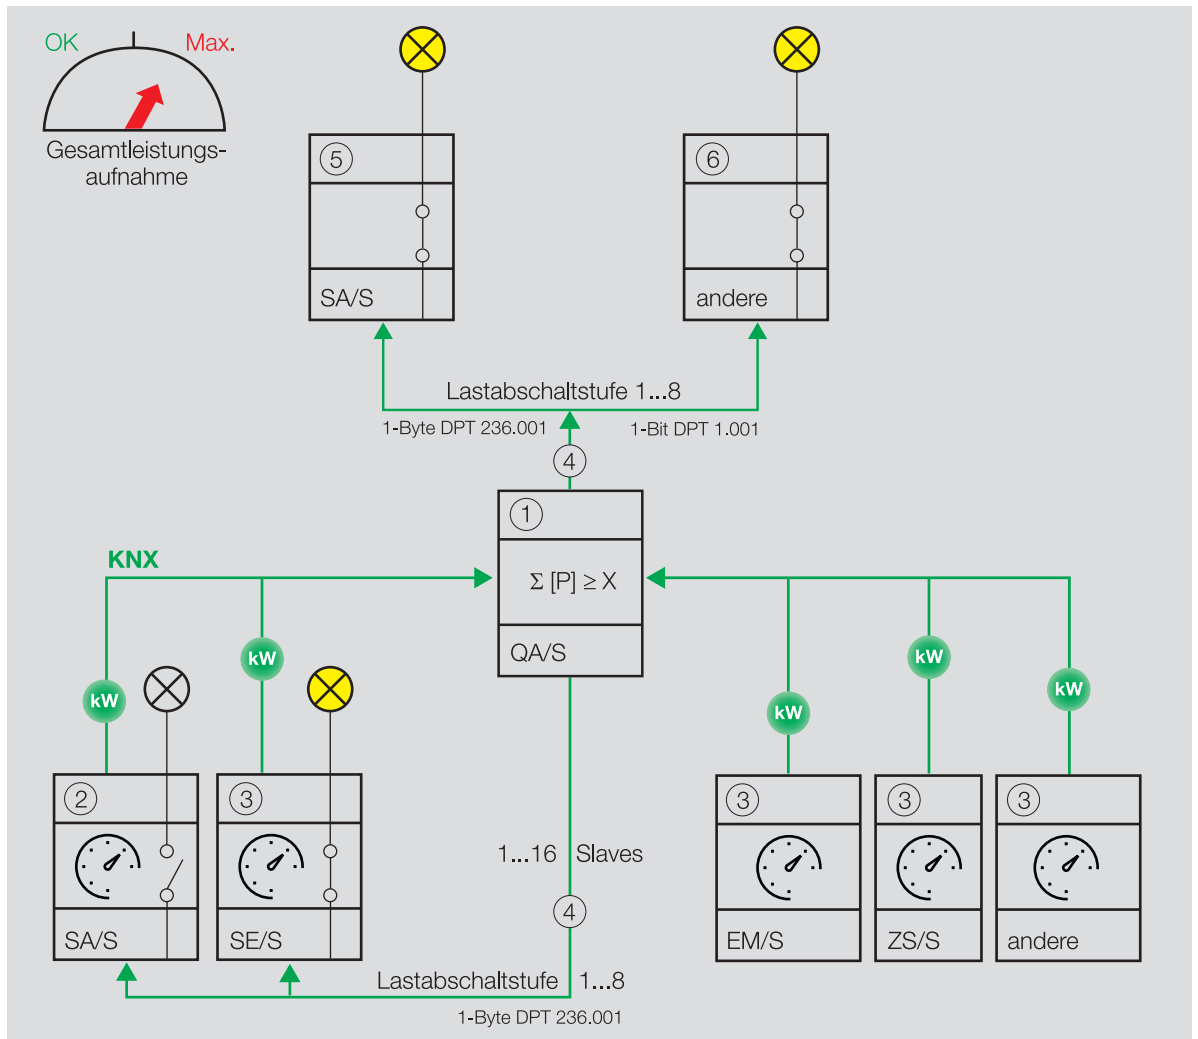 OK
Max.
Gesamtleistungs-
aufnahme
5
SA/S
6
andere
Lastabschaltstufe 1...8
1-Byte DPT 236.001
1-Bit DPT 1.001
4
1
Σ [P] ≥ X
QA/S
KNX
kW
kW
kW
kW
kW
2
SA/S
3
SE/S
1...16 Slaves
4
Lastabschaltstufe 1...8
1-Byte DPT 236.001
3
EM/S
3
ZS/S
3
andere